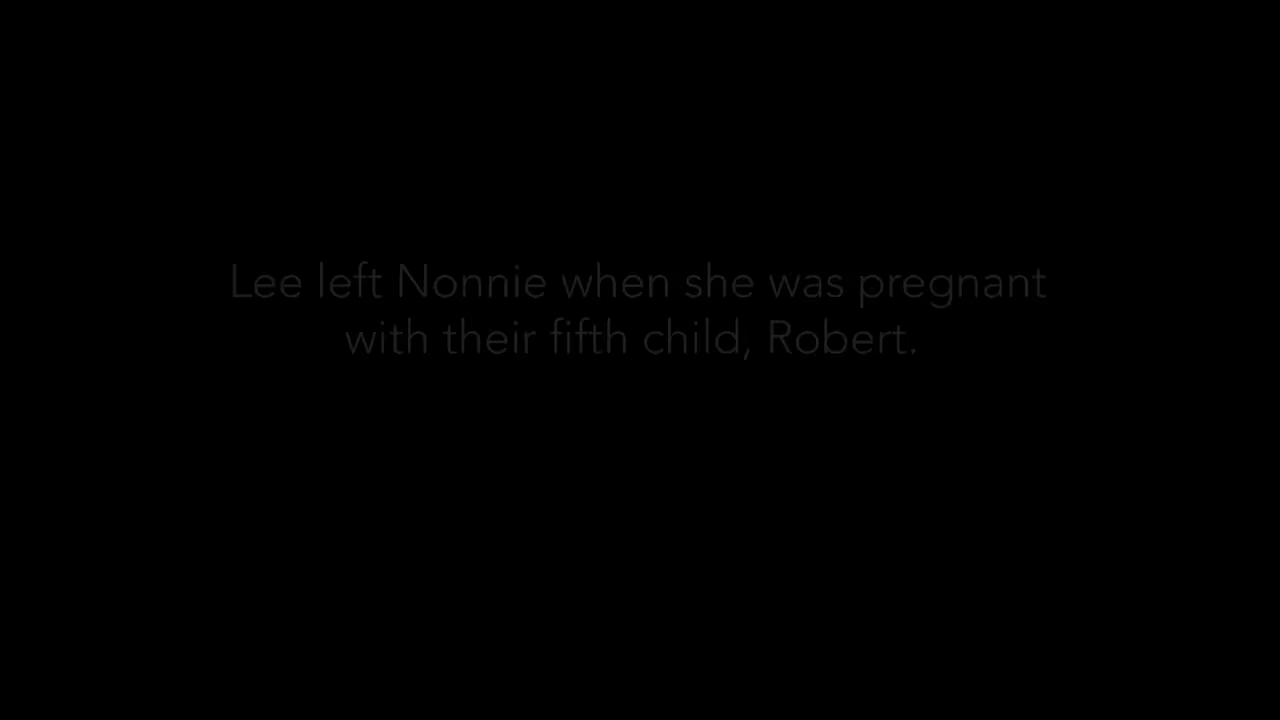 Lee left Nonnie when she was pregnant
with their fifth child, Robert.